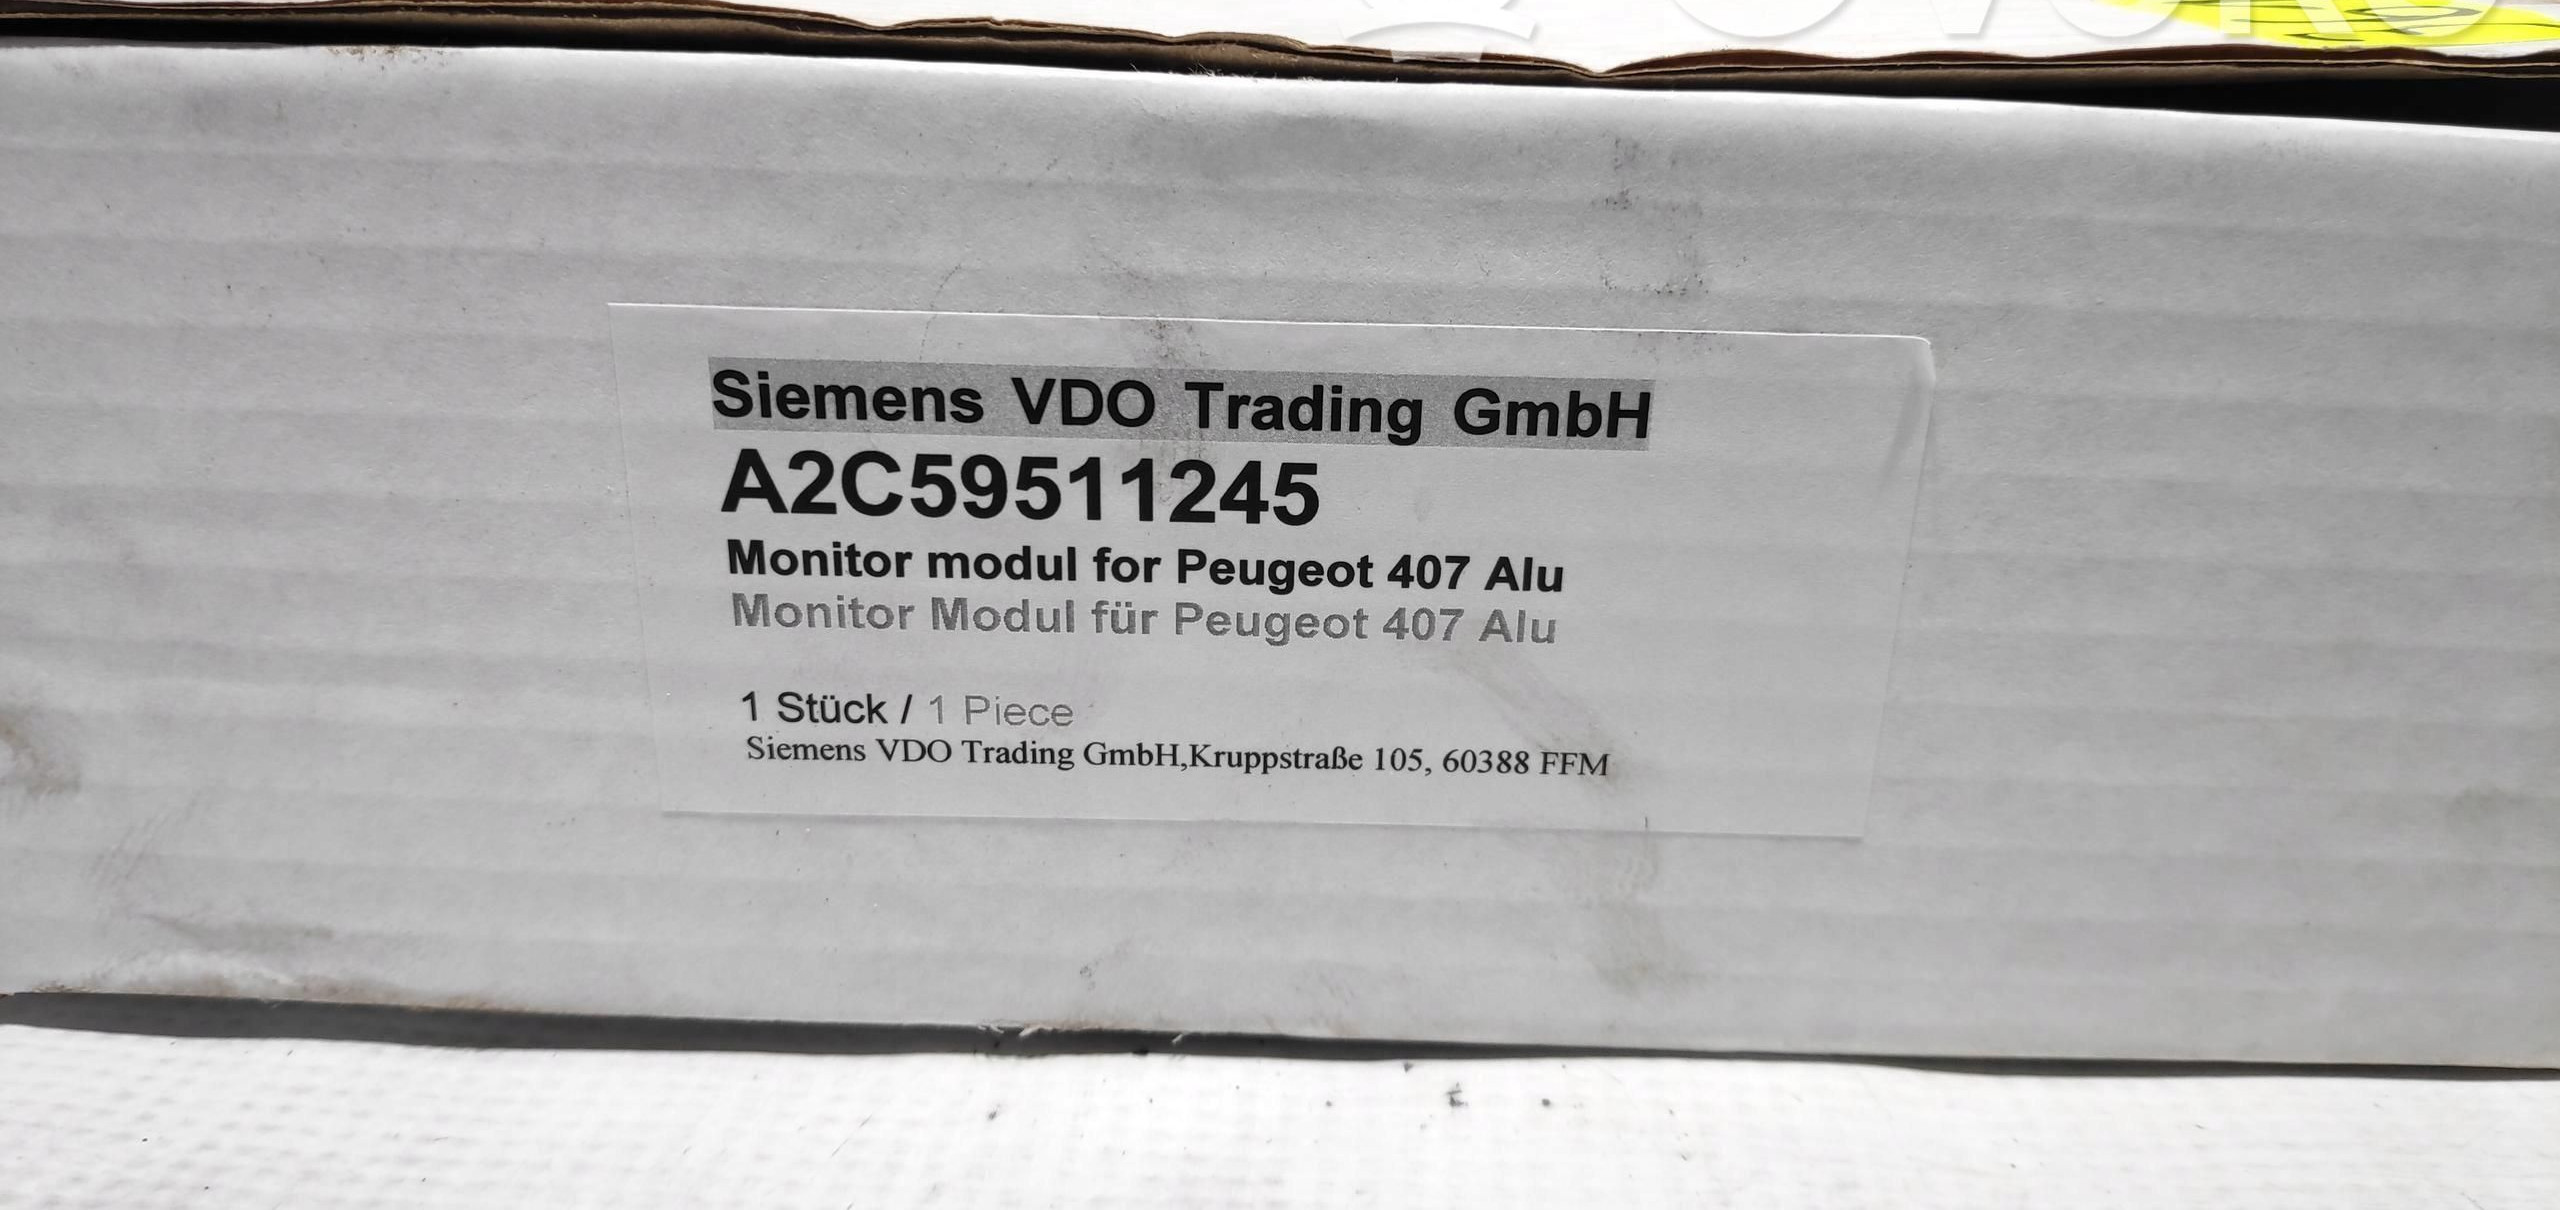 Siemens VDO Trading GmbH
A2C59511245
Monitor modul for Peugeot 407 Alu
Monitor Modul für Peugeot 407 Alu
1 Stück / 1 Piece
Siemens VDO Trading GmbH,Kruppstraße 105, 60388 FFM